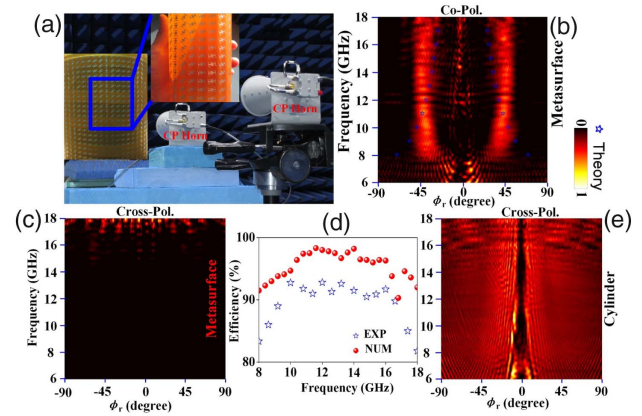 (a)
CP Horn
CP Horn
Co-Pol.
(b)
Frequency (GHz)
18
16
14
12
10
8
6
-90
-45
0
45
90
ϕr (degree)
Metasurface
0
1
☆ Theory
(c)
Cross-Pol.
Frequency (GHz)
18
16
14
12
10
8
6
-90
-45
0
45
90
ϕr (degree)
Metasurface
(d)
Efficiency (%)
100
90
80
8
10
12
14
16
18
Frequency (GHz)
EXP
NUM
Cross-Pol.
(e)
18
16
14
12
10
8
6
-90
-45
0
45
90
ϕr (degree)
Cylinder